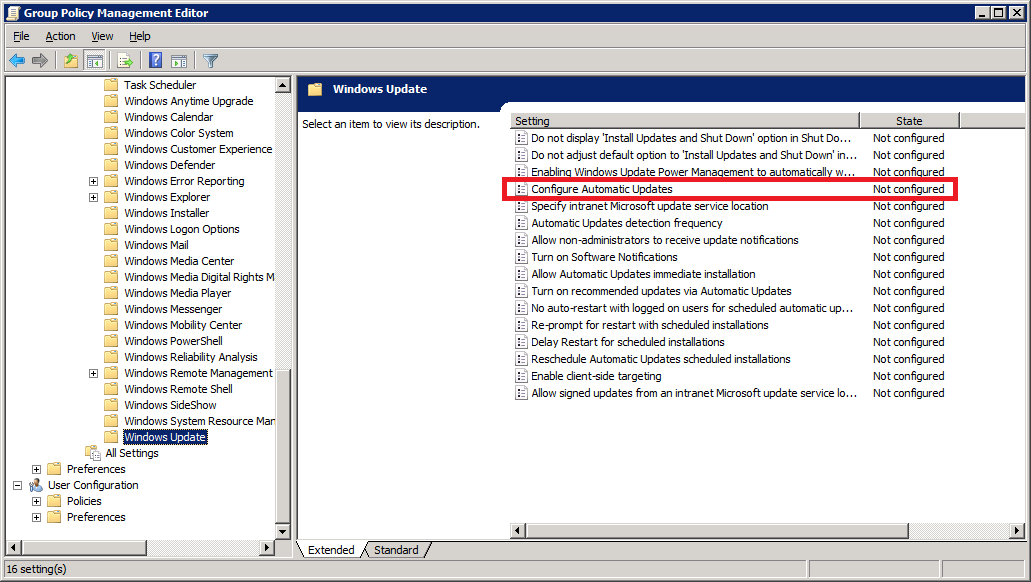 Group Policy Management Editor
File Action View Help
Task Scheduler
Windows Anytime Upgrade
Windows Calendar
Windows Color System
Windows Customer Experience
Windows Defender
Windows Error Reporting
Windows Explorer
Windows Installer
Windows Logon Options
Windows Mail
Windows Media Center
Windows Media Digital Rights M
Windows Media Player
Windows Messenger
Windows Mobility Center
Windows PowerShell
Windows Reliability Analysis
Windows Remote Management
Windows Remote Shell
Windows SideShow
Windows System Resource Man
Windows Update
All Settings
Preferences
User Configuration
Policies
Preferences
Windows Update
Select an item to view its description.
Setting State
Do not display 'Install Updates and Shut Down' option in Shut Do... Not configured
Do not adjust default option to 'Install Updates and Shut Down' in... Not configured
Enabling Windows Update Power Management to automatically w... Not configured
Configure Automatic Updates Not configured
Specify intranet Microsoft update service location Not configured
Automatic Updates detection frequency Not configured
Allow non-administrators to receive update notifications Not configured
Turn on Software Notifications Not configured
Allow Automatic Updates immediate installation Not configured
Turn on recommended updates via Automatic Updates Not configured
No auto-restart with logged on users for scheduled automatic up... Not configured
Re-prompt for restart with scheduled installations Not configured
Delay Restart for scheduled installations Not configured
Reschedule Automatic Updates scheduled installations Not configured
Enable client-side targeting Not configured
Allow signed updates from an intranet Microsoft update service lo... Not configured
Extended Standard
16 setting(s)